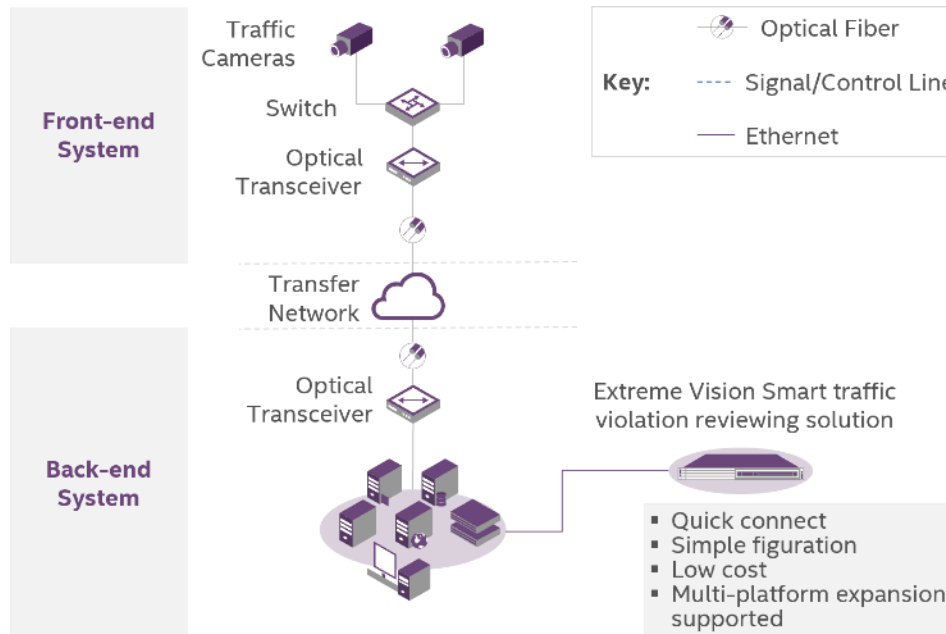 Traffic
Cameras
Switch
Front-end
System
Optical
Transceiver
Key:
Optical Fiber
Signal/Control Line
Ethernet
Transfer
Network
Optical
Transceiver
Back-end
System
Extreme Vision Smart traffic
violation reviewing solution
▪ Quick connect
▪ Simple figuration
▪ Low cost
▪ Multi-platform expansion
supported